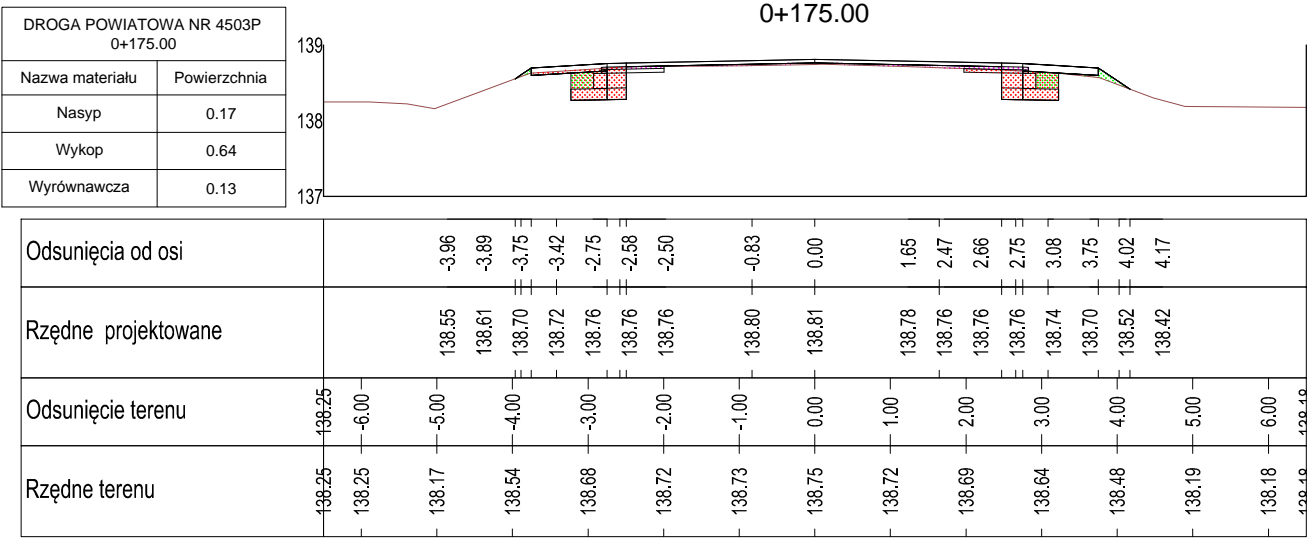 0+175.00
DROGA POWIATOWA NR 4503P
0+175.00
Nazwa materiału Powierzchnia
Nasyp 0.17
Wykop 0.64
Wyrównawcza 0.13
139
138
137
Odsunięcia od osi -3.96 -3.89 -3.75 -3.42 -2.75 -2.58 -2.50 -0.83 0.00 1.65 2.47 2.66 2.75 3.08 3.75 4.02 4.17
Rzędne projektowane 138.55 138.61 138.70 138.72 138.76 138.76 138.76 138.80 138.81 138.78 138.76 138.76 138.76 138.74 138.70 138.52 138.42
Odsunięcie terenu 138.25 -6.00 -5.00 -4.00 -3.00 -2.00 -1.00 0.00 1.00 2.00 3.00 4.00 5.00 6.00 138.18
Rzędne terenu 138.25 138.25 138.17 138.54 138.68 138.72 138.73 138.75 138.72 138.69 138.64 138.48 138.19 138.18 138.18